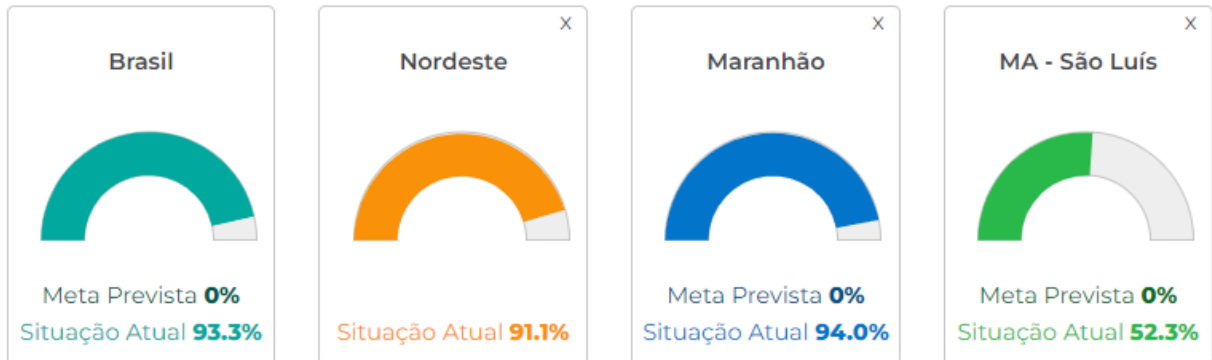 X
X
X
Brasil
Nordeste
Maranhão
MA - São Luís
Meta Prevista 0%
Situação Atual 93.3%
Situação Atual 91.1%
Meta Prevista 0%
Situação Atual 94.0%
Meta Prevista 0%
Situação Atual 52.3%